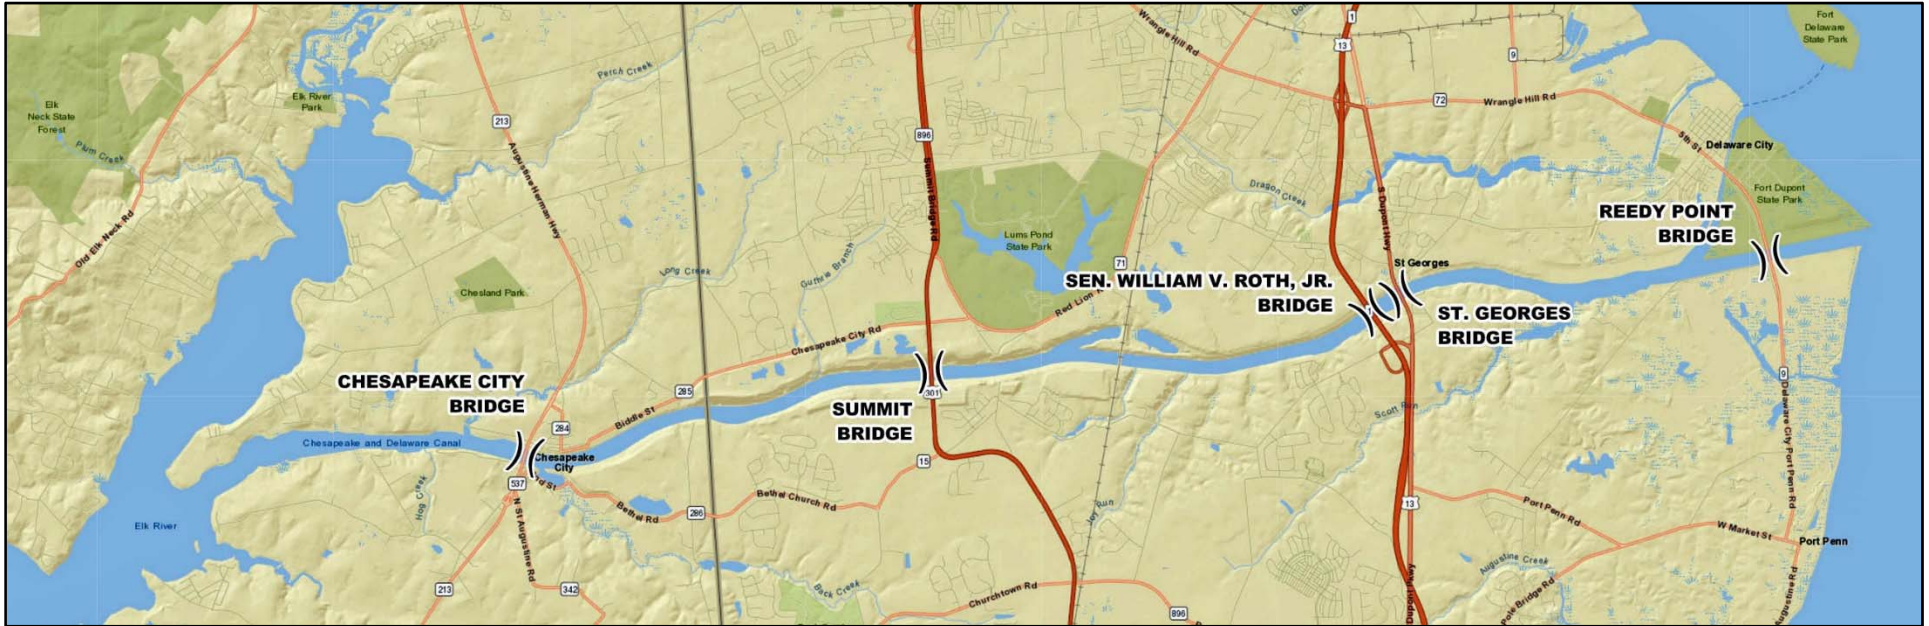 Fort
Delaware
State Park
1
13
Wrangle Hill Rd
9
Elk
Neck State
Forest
Elk River
Park
Perch Creek
72
Wrangle Hill Rd
213
896
Plum Creek
5th St
Delaware City
Augustine Herman Hwy
Summit Bridge Rd
Dragon Creek
S Dupont Hwy
Fort Dupont
State Park
Old Elk Neck Rd
Lums Pond
State Park
REEDY POINT
BRIDGE
Guthrie Branch
Long Creek
71
St Georges
Chesland Park
SEN. WILLIAM V. ROTH, JR.
BRIDGE
Red Lion
ST. GEORGES
BRIDGE
Chesapeake City Rd
CHESAPEAKE CITY
BRIDGE
285
301
9
SUMMIT
BRIDGE
Biddle St
Scott Run
284
Chesapeake and Delaware Canal
Delaware City Port Penn Rd
Chesapeake
City
15
537
nd St
Hog Creek
Bethel Church Rd
286
Bethel Rd
13
Port Penn Rd
Joy Run
Elk River
N St Augustine Rd
W Market St
Port Penn
Augustine Creek
213
342
Back Creek
Churchtown Rd
896
Pole Bridge Rd
Dupont Pkwy
Augustine Rd